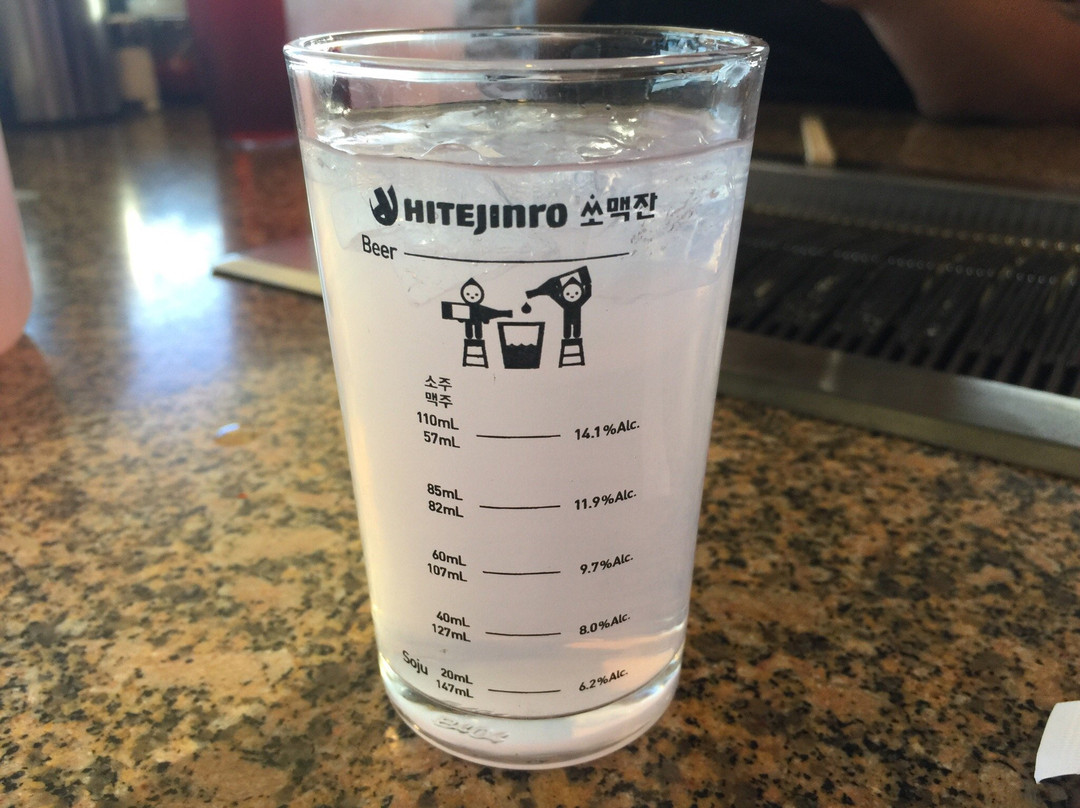 HITEJINRO 쏘맥잔
Beer
소주
맥주
110mL
57mL 14.1%Alc.
85mL
82mL 11.9%Alc.
60mL
107mL 9.7%Alc.
40mL
127mL 8.0%Alc.
Soju 20mL
147mL 6.2%Alc.